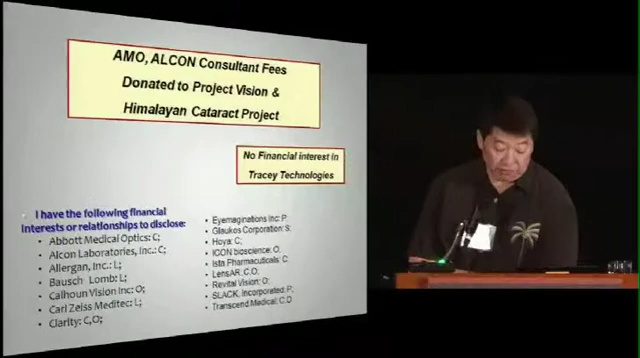 AMO, ALCON Consultant Fees
Donated to Project Vision &
Himalayan Cataract Project
No Financial interest in
Tracey Technologies
I have the following financial
interests or relationships to disclose:
• Abbott Medical Optics: C;
• Alcon Laboratories, Inc.: C;
• Allergan, Inc.: L;
• Bausch Lomb: L;
• Calhoun Vision Inc: O;
• Carl Zeiss Meditec: L;
• Clarity: C,O;
• Eyemaginations Inc: P;
• Glaukos Corporation: S;
• Hoya: C;
• ICON bioscience: O;
• Ista Pharmaceuticals: C
• LensAR: C,O;
• Revital Vision: O;
• SLACK, Incorporated: P;
• Transcend Medical: C,O